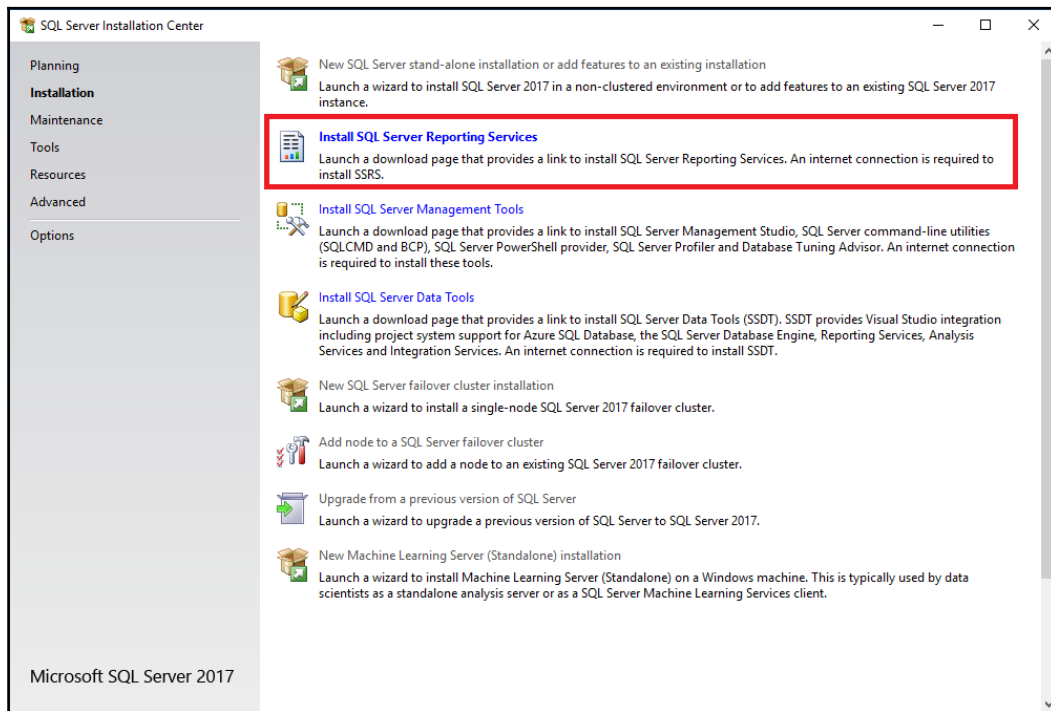 SQL Server Installation Center
Planning
Installation
Maintenance
Tools
Resources
Advanced
Options
Microsoft SQL Server 2017
New SQL Server stand-alone installation or add features to an existing installation
Launch a wizard to install SQL Server 2017 in a non-clustered environment or to add features to an existing SQL Server 2017
instance.
Install SQL Server Reporting Services
Launch a download page that provides a link to install SQL Server Reporting Services. An internet connection is required to
install SSRS.
Install SQL Server Management Tools
Launch a download page that provides a link to install SQL Server Management Studio, SQL Server command-line utilities
(SQLCMD and BCP), SQL Server PowerShell provider, SQL Server Profiler and Database Tuning Advisor. An internet connection
is required to install these tools.
Install SQL Server Data Tools
Launch a download page that provides a link to install SQL Server Data Tools (SSDT). SSDT provides Visual Studio integration
including project system support for Azure SQL Database, the SQL Server Database Engine, Reporting Services, Analysis
Services and Integration Services. An internet connection is required to install SSDT.
New SQL Server failover cluster installation
Launch a wizard to install a single-node SQL Server 2017 failover cluster.
Add node to a SQL Server failover cluster
Launch a wizard to add a node to an existing SQL Server 2017 failover cluster.
Upgrade from a previous version of SQL Server
Launch a wizard to upgrade a previous version of SQL Server to SQL Server 2017.
New Machine Learning Server (Standalone) installation
Launch a wizard to install Machine Learning Server (Standalone) on a Windows machine. This is typically used by data
scientists as a standalone analysis server or as a SQL Server Machine Learning Services client.